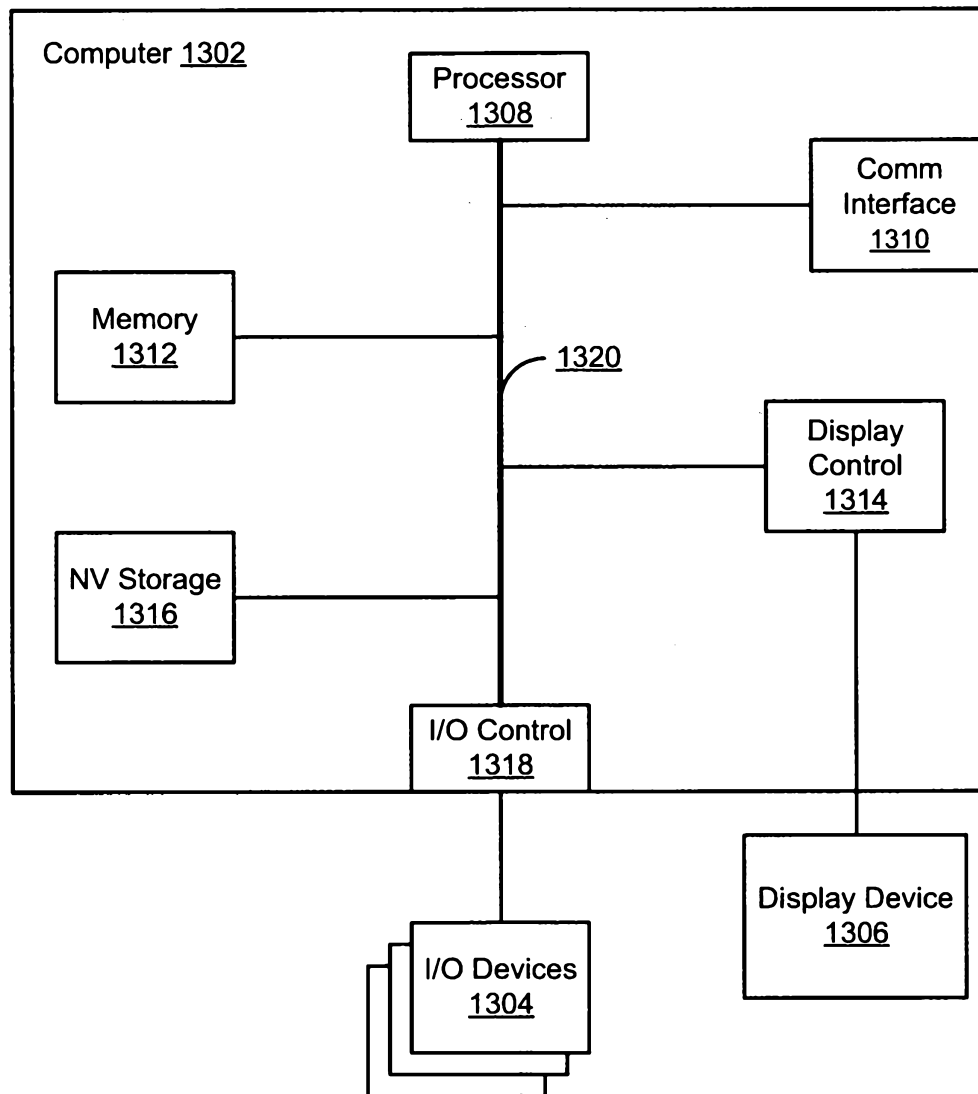 Computer 1302
Processor
1308
Comm
Interface
1310
Memory
1312
1320
Display
Control
1314
NV Storage
1316
I/O Control
1318
Display Device
1306
I/O Devices
1304